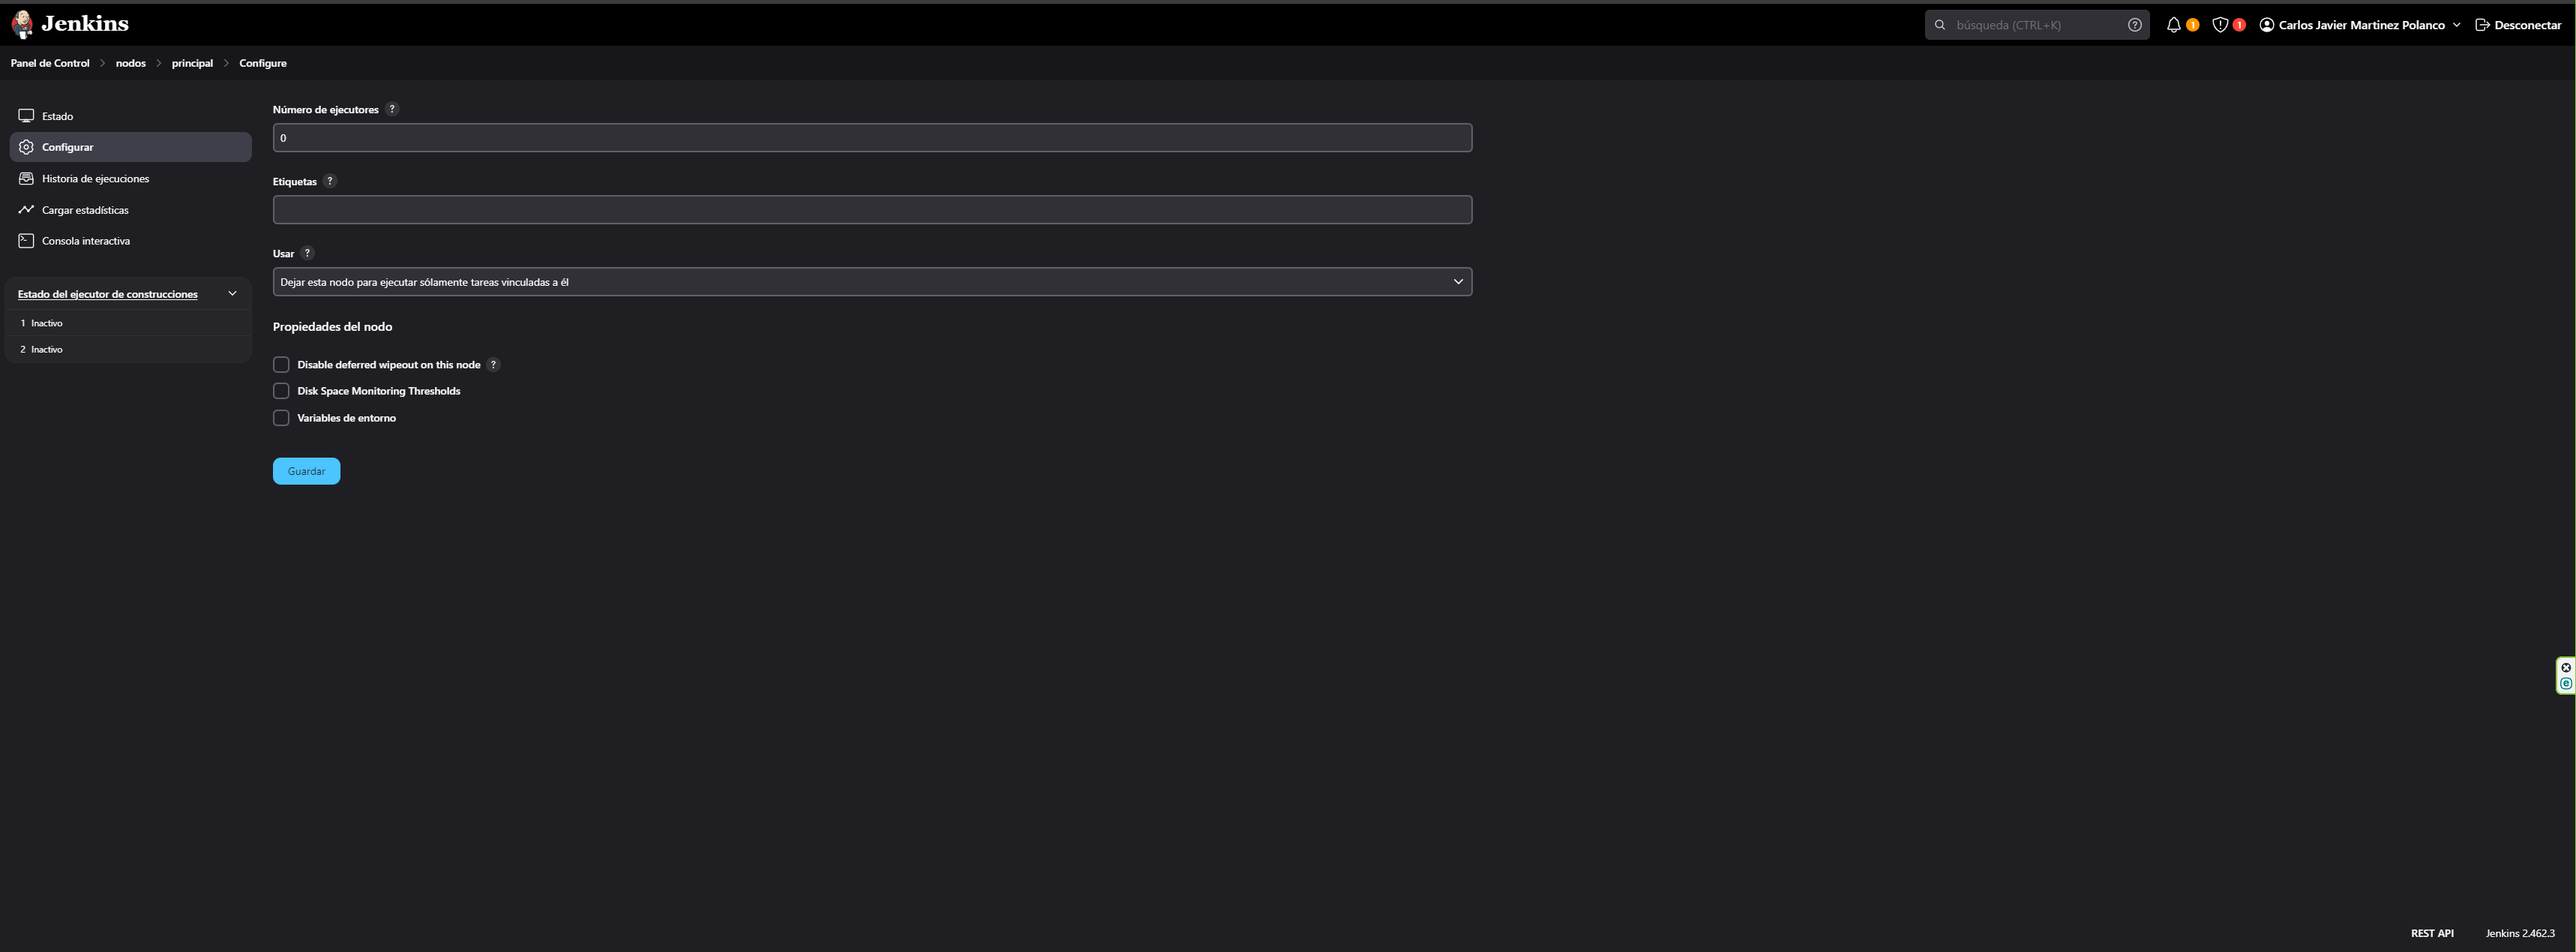 Jenkins
búsqueda (CTRL+K)
?
1
1
Carlos Javier Martinez Polanco
Desconectar
Panel de Control > nodos > principal > Configure
Estado
Configurar
Historia de ejecuciones
Cargar estadísticas
Consola interactiva
Estado del ejecutor de construcciones
1 Inactivo
2 Inactivo
Número de ejecutores ?
0
Etiquetas ?
Usar ?
Dejar esta nodo para ejecutar sólamente tareas vinculadas a él
Propiedades del nodo
Disable deferred wipeout on this node ?
Disk Space Monitoring Thresholds
Variables de entorno
Guardar
REST API
Jenkins 2.462.3